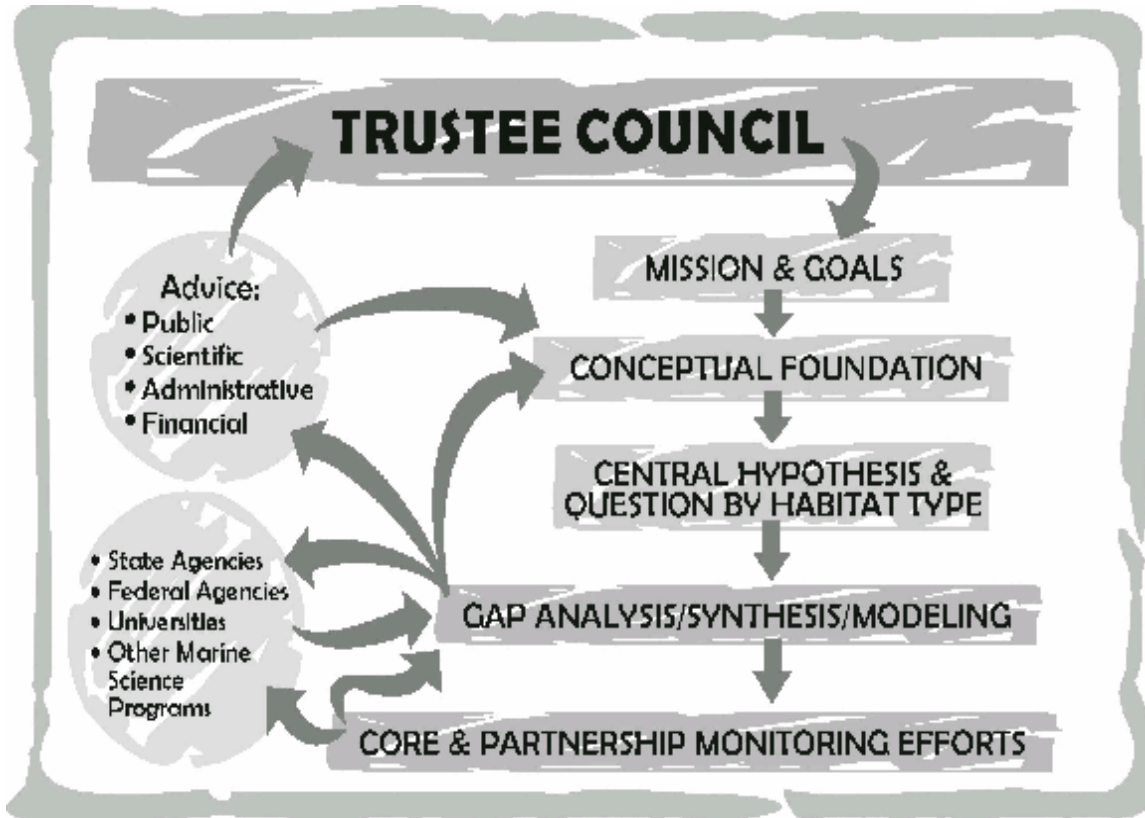 TRUSTEE COUNCIL
MISSION & GOALS
Advice:
• Public
• Scientific
• Administrative
• Financial
CONCEPTUAL FOUNDATION
CENTRAL HYPOTHESIS &
QUESTION BY HABITAT TYPE
• State Agencies
• Federal Agencies
• Universities
• Other Marine
Science
Programs
GAP ANALYSIS/SYNTHESIS/MODELING
CORE & PARTNERSHIP MONITORING EFFORTS